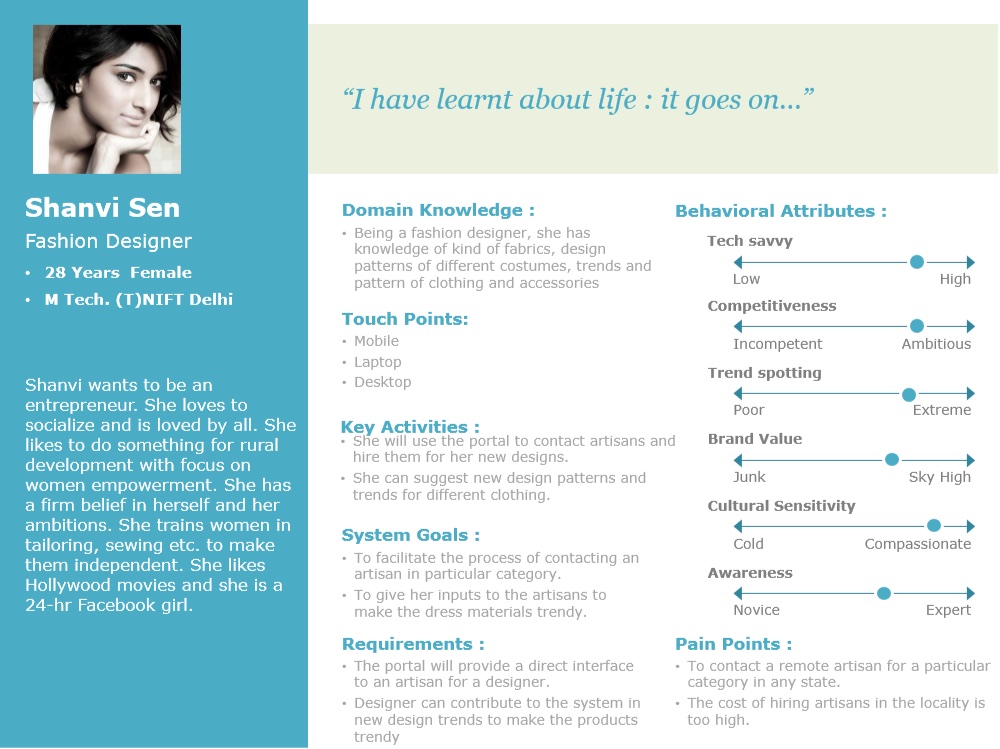 “I have learnt about life : it goes on...”
Shanvi Sen
Fashion Designer
• 28 Years  Female
• M Tech. (T)NIFT Delhi
Shanvi wants to be an
entrepreneur. She loves to
socialize and is loved by all. She
likes to do something for rural
development with focus on
women empowerment. She has
a firm belief in herself and her
ambitions. She trains women in
tailoring, sewing etc. to make
them independent. She likes
Hollywood movies and she is a
24-hr Facebook girl.
Domain Knowledge :
• Being a fashion designer, she has
knowledge of kind of fabrics, design
patterns of different costumes, trends and
pattern of clothing and accessories
Touch Points:
• Mobile
• Laptop
• Desktop
Key Activities :
• She will use the portal to contact artisans and
hire them for her new designs.
• She can suggest new design patterns and
trends for different clothing.
System Goals :
• To facilitate the process of contacting an
artisan in particular category.
• To give her inputs to the artisans to
make the dress materials trendy.
Requirements :
• The portal will provide a direct interface
to an artisan for a designer.
• Designer can contribute to the system in
new design trends to make the products
trendy
Behavioral Attributes :
Tech savvy
Low High
Competitiveness
Incompetent Ambitious
Trend spotting
Poor Extreme
Brand Value
Junk Sky High
Cultural Sensitivity
Cold Compassionate
Awareness
Novice Expert
Pain Points :
• To contact a remote artisan for a particular
category in any state.
• The cost of hiring artisans in the locality is
too high.